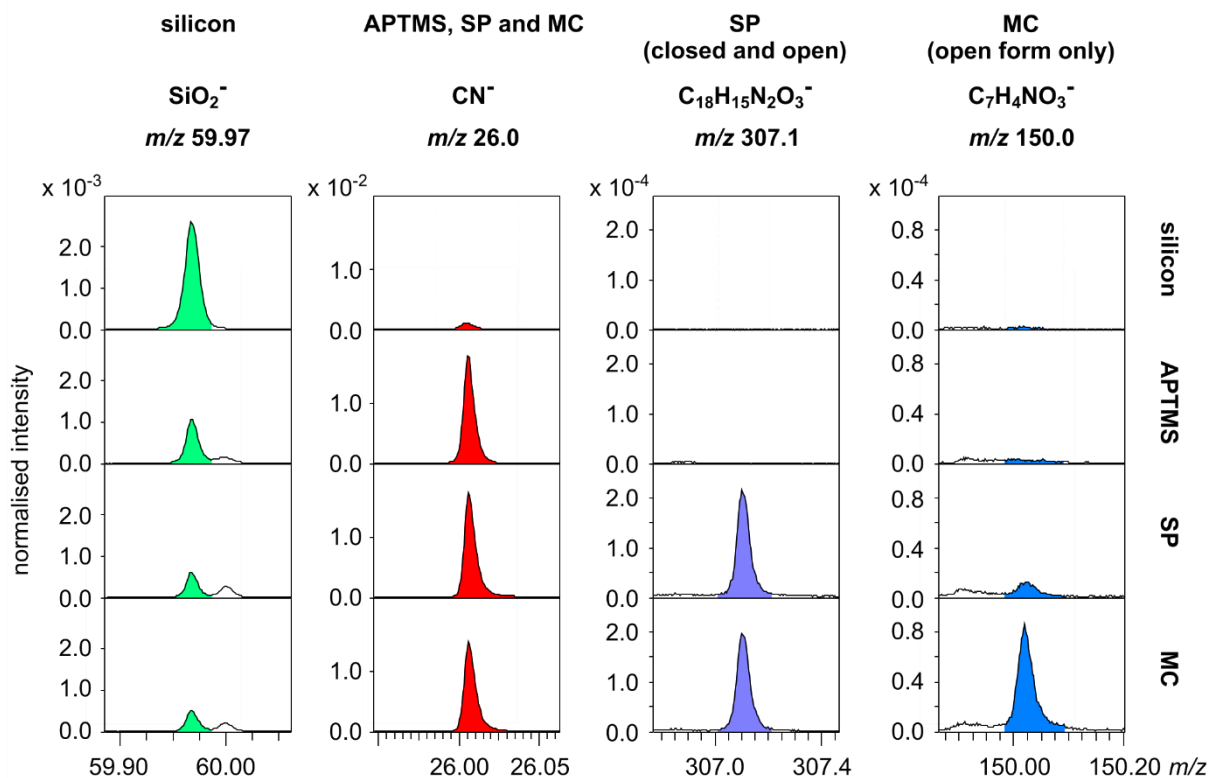 silicon
APTMS, SP and MC
SP
(closed and open)
MC
(open form only)
SiO₂⁻
CN⁻
C₁₈H₁₅N₂O₃⁻
C₇H₄NO₃⁻
m/z 59.97
m/z 26.0
m/z 307.1
m/z 150.0
x 10⁻³
x 10⁻²
x 10⁻⁴
x 10⁻⁴
normalised intensity
2.0
1.0
0.0
1.0
0.0
2.0
1.0
0.0
0.8
0.4
0.0
silicon
2.0
1.0
0.0
1.0
0.0
2.0
1.0
0.0
0.8
0.4
0.0
APTMS
2.0
1.0
0.0
1.0
0.0
2.0
1.0
0.0
0.8
0.4
0.0
SP
2.0
1.0
0.0
1.0
0.0
2.0
1.0
0.0
0.8
0.4
0.0
MC
59.90 60.00
26.00 26.05
307.0 307.4
150.00 150.20 m/z